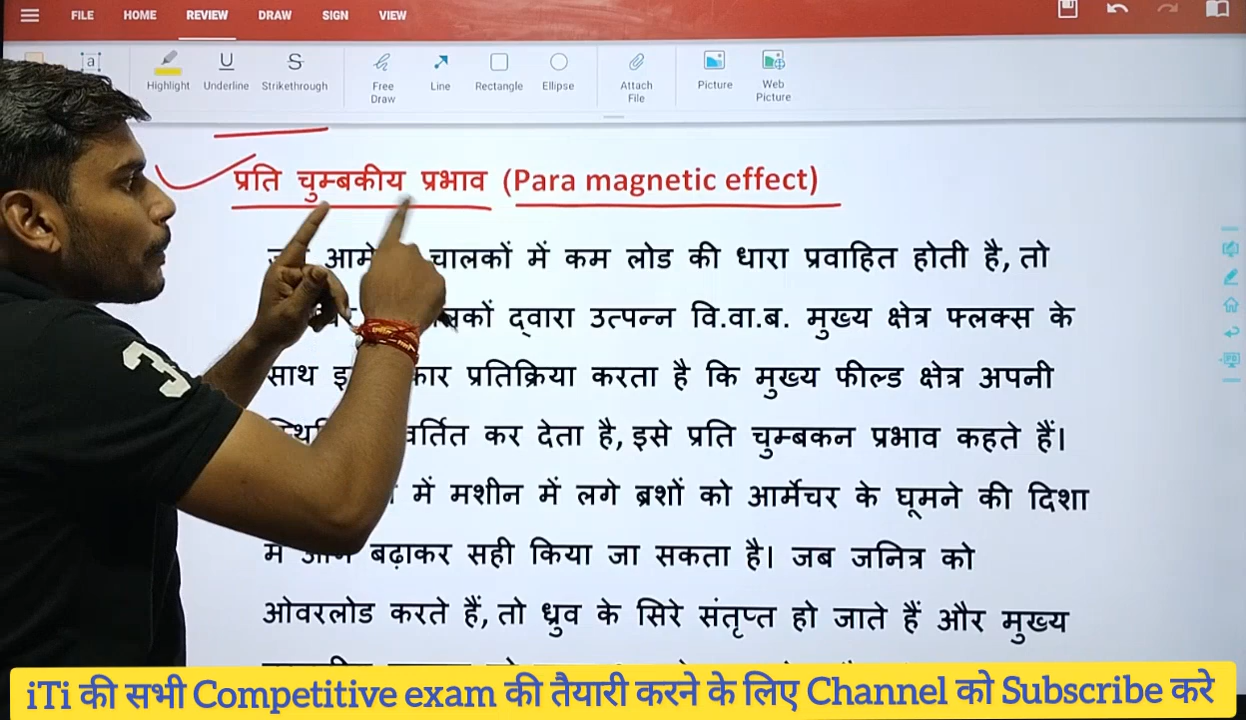 FILE HOME REVIEW DRAW SIGN VIEW
a
Highlight Underline Strikethrough Free Draw Line Rectangle Ellipse Attach File Picture Web Picture
प्रति चुम्बकीय प्रभाव (Para magnetic effect)
चालकों में कम लोड की धारा प्रवाहित होती है, तो
द्वारा उत्पन्न वि.वा.ब. मुख्य क्षेत्र फ्लक्स के
साथ प्रतिक्रिया करता है कि मुख्य फील्ड क्षेत्र अपनी
कर देता है, इसे प्रति चुम्बकन प्रभाव कहते हैं।
में मशीन में लगे ब्रशों को आर्मेचर के घूमने की दिशा
बढ़ाकर सही किया जा सकता है। जब जनित्र को
ओवरलोड करते हैं, तो ध्रुव के सिरे संतृप्त हो जाते हैं और मुख्य
3
iTi की सभी Competitive exam की तैयारी करने के लिए Channel को Subscribe करे